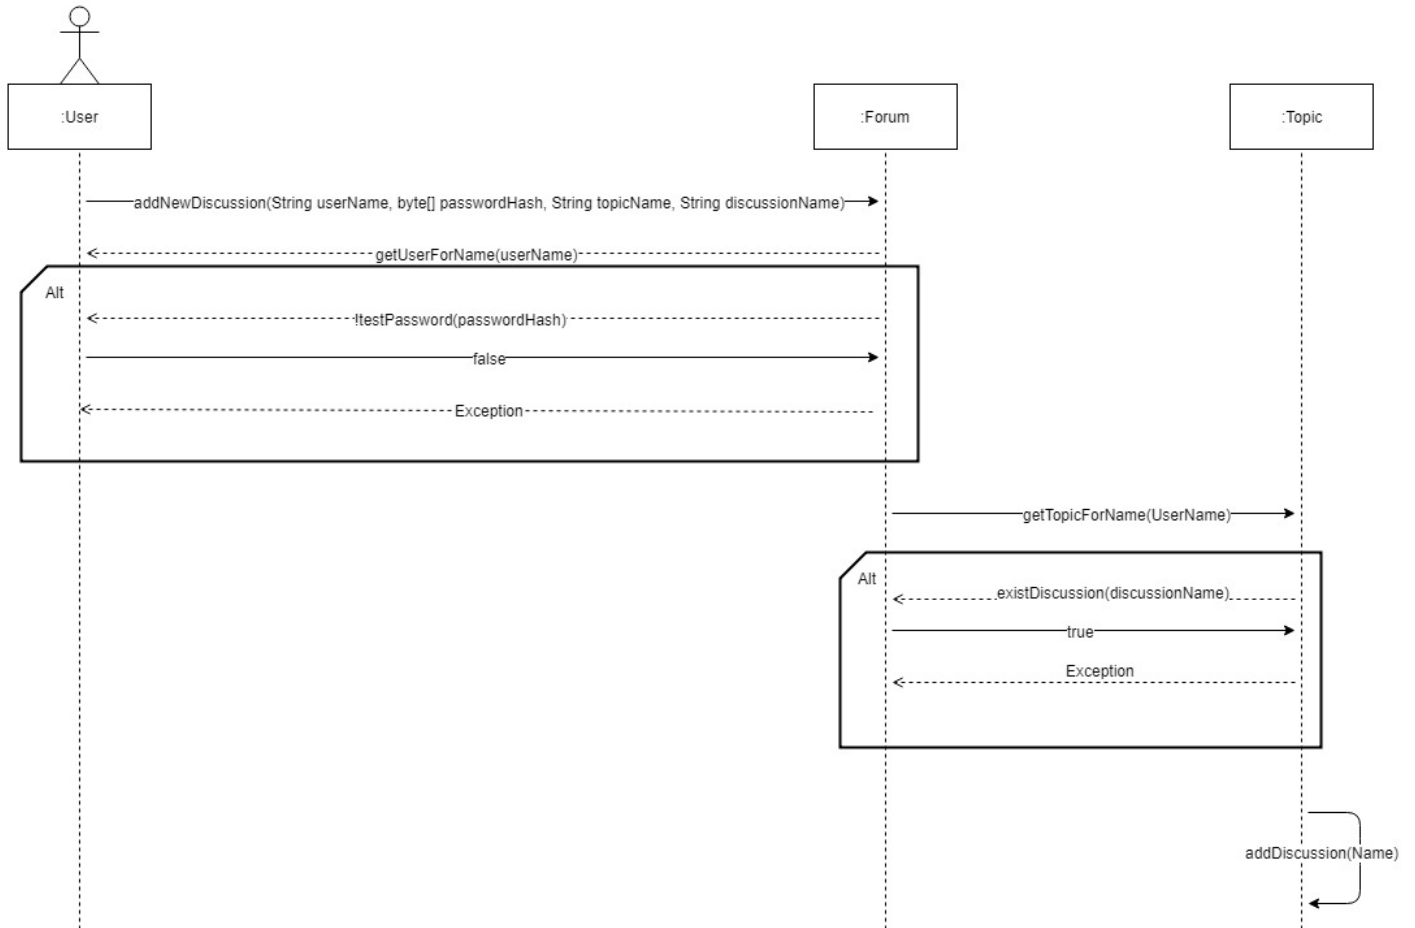 :User
:Forum
:Topic
addNewDiscussion(String userName, byte[] passwordHash, String topicName, String discussionName)
getUserForName(userName)
Alt
!testPassword(passwordHash)
false
Exception
getTopicForName(UserName)
Alt
existDiscussion(discussionName)
true
Exception
addDiscussion(Name)